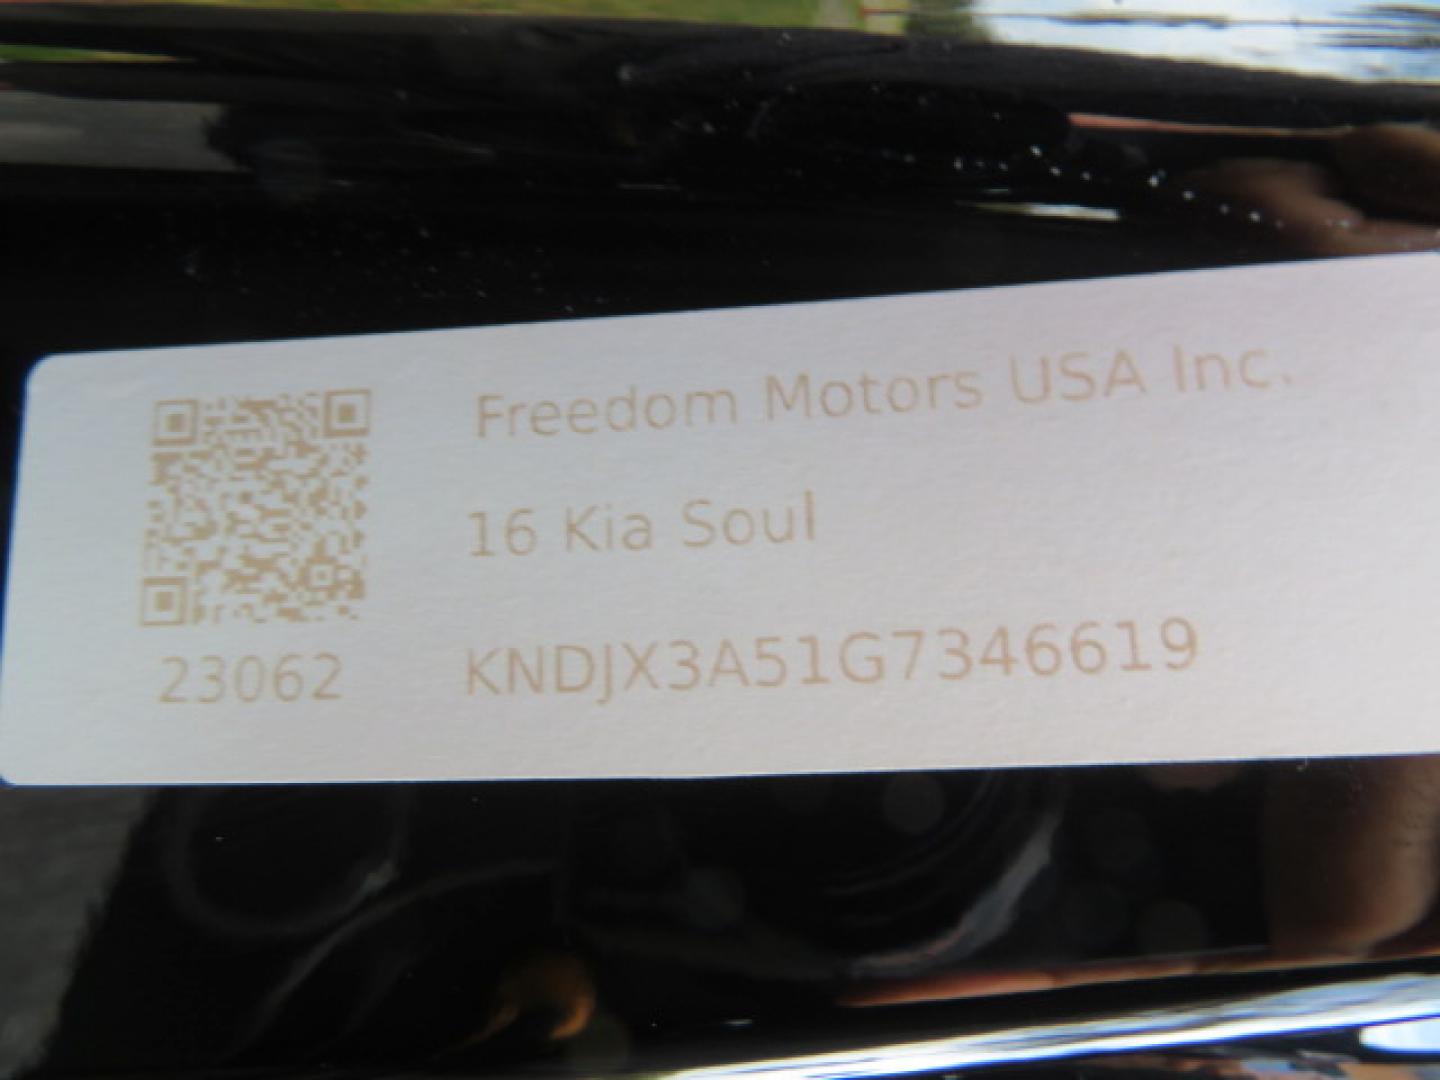 Freedom Motors USA Inc.
16 Kia Soul
23062 KNDJX3A51G7346619